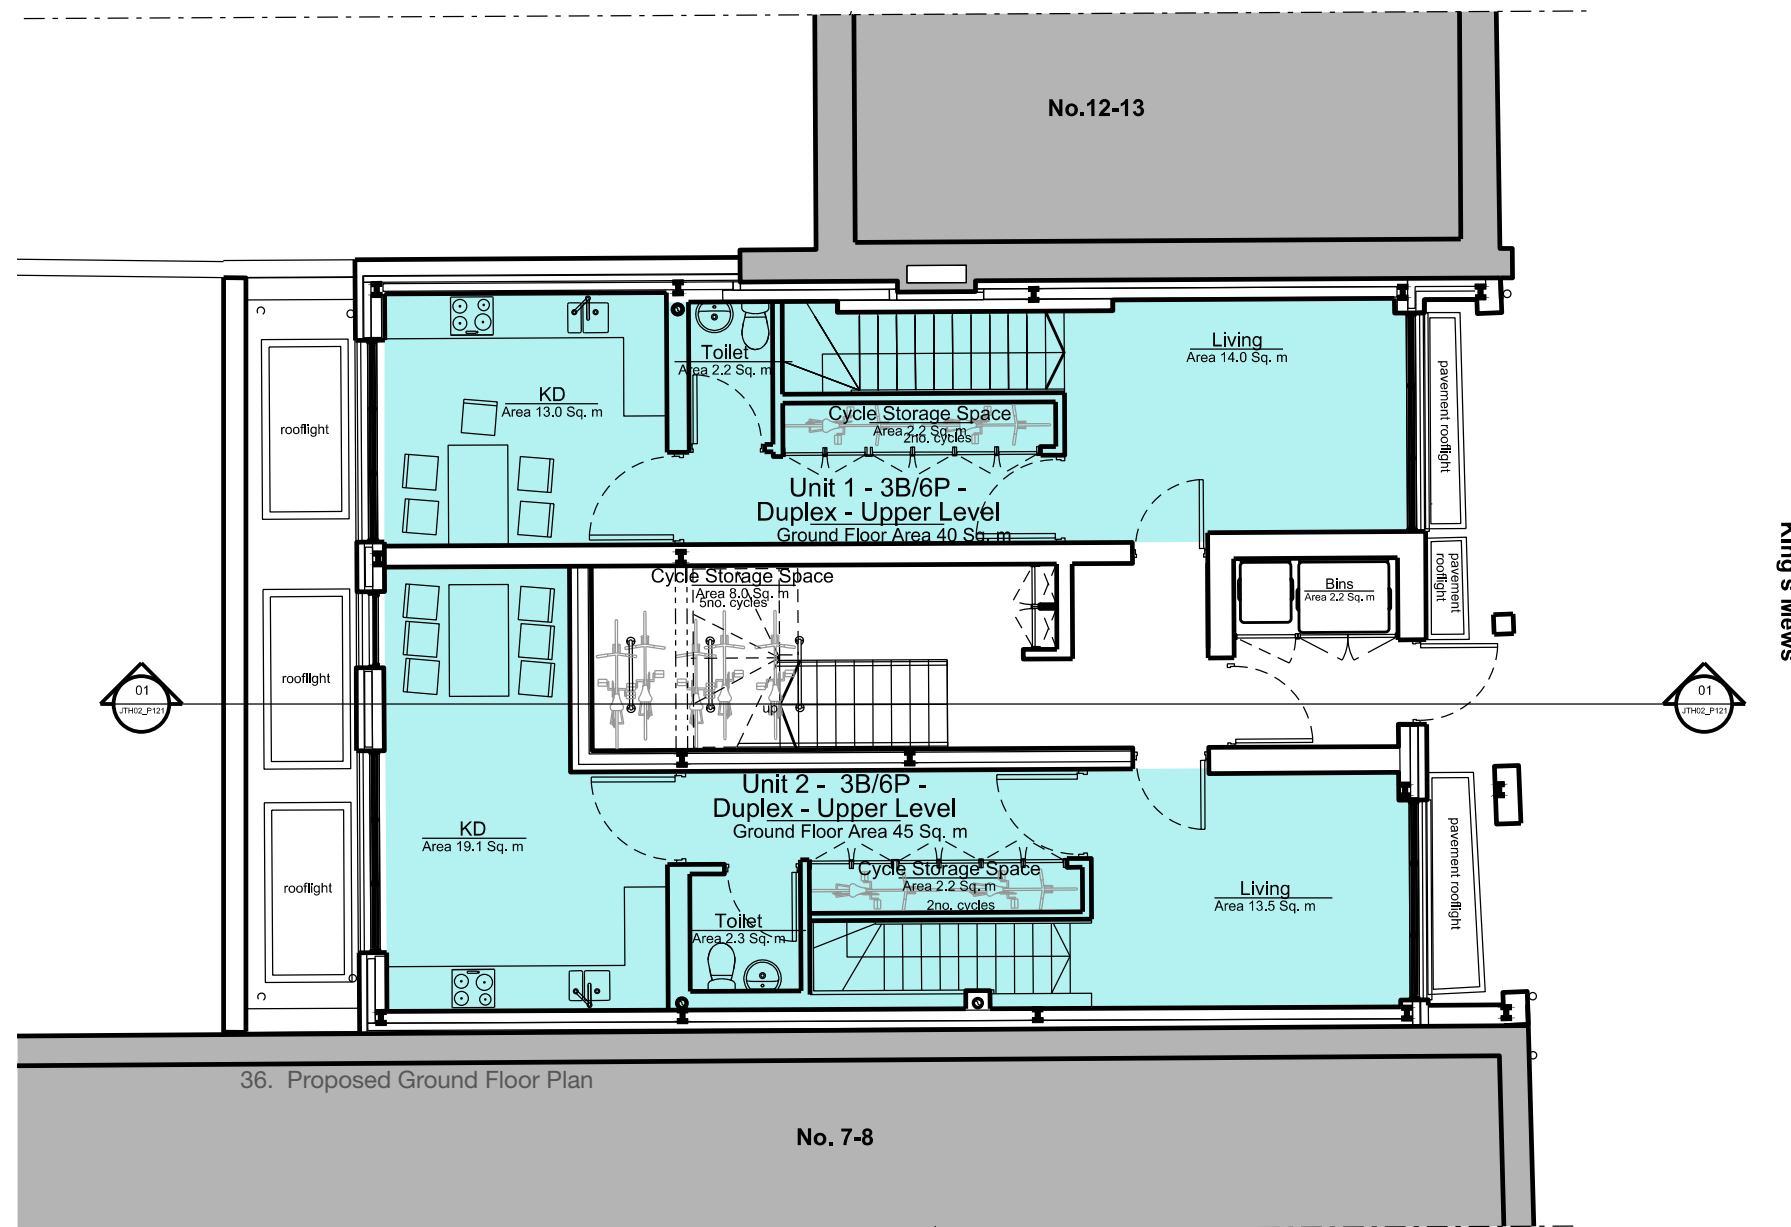 No.12-13
Living
Area 14.0 Sq. m
Toilet
Area 2.2 Sq. m
KD
Area 13.0 Sq. m
Cycle Storage Space
Area 2.2 Sq. m
2no. cycles
rooflight
pavement rooflight
Unit 1 - 3B/6P -
Duplex - Upper Level
Ground Floor Area 40 Sq. m
Cycle Storage Space
Area 8.0 Sq. m
5no. cycles
Bins
Area 2.2 Sq. m
pavement
rooflight
King's Mews
rooflight
01
JTH02_P121
up
01
JTH02_P121
Unit 2 - 3B/6P -
Duplex - Upper Level
Ground Floor Area 45 Sq. m
KD
Area 19.1 Sq. m
Cycle Storage Space
Area 2.2 Sq. m
2no. cycles
rooflight
Toilet
Area 2.3 Sq. m
Living
Area 13.5 Sq. m
pavement rooflight
36. Proposed Ground Floor Plan
No. 7-8